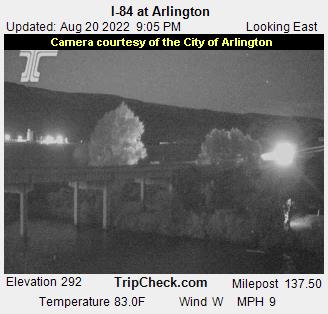 I-84 at Arlington
Updated: Aug 20 2022 9:05 PM Looking East
Camera courtesy of the City of Arlington
Elevation 292 TripCheck.com Milepost 137.50
Temperature 83.0F Wind W MPH 9